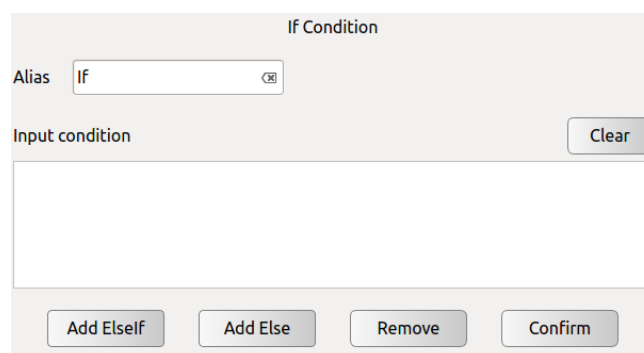 If Condition
Alias If
Input condition Clear
Add ElseIf Add Else Remove Confirm